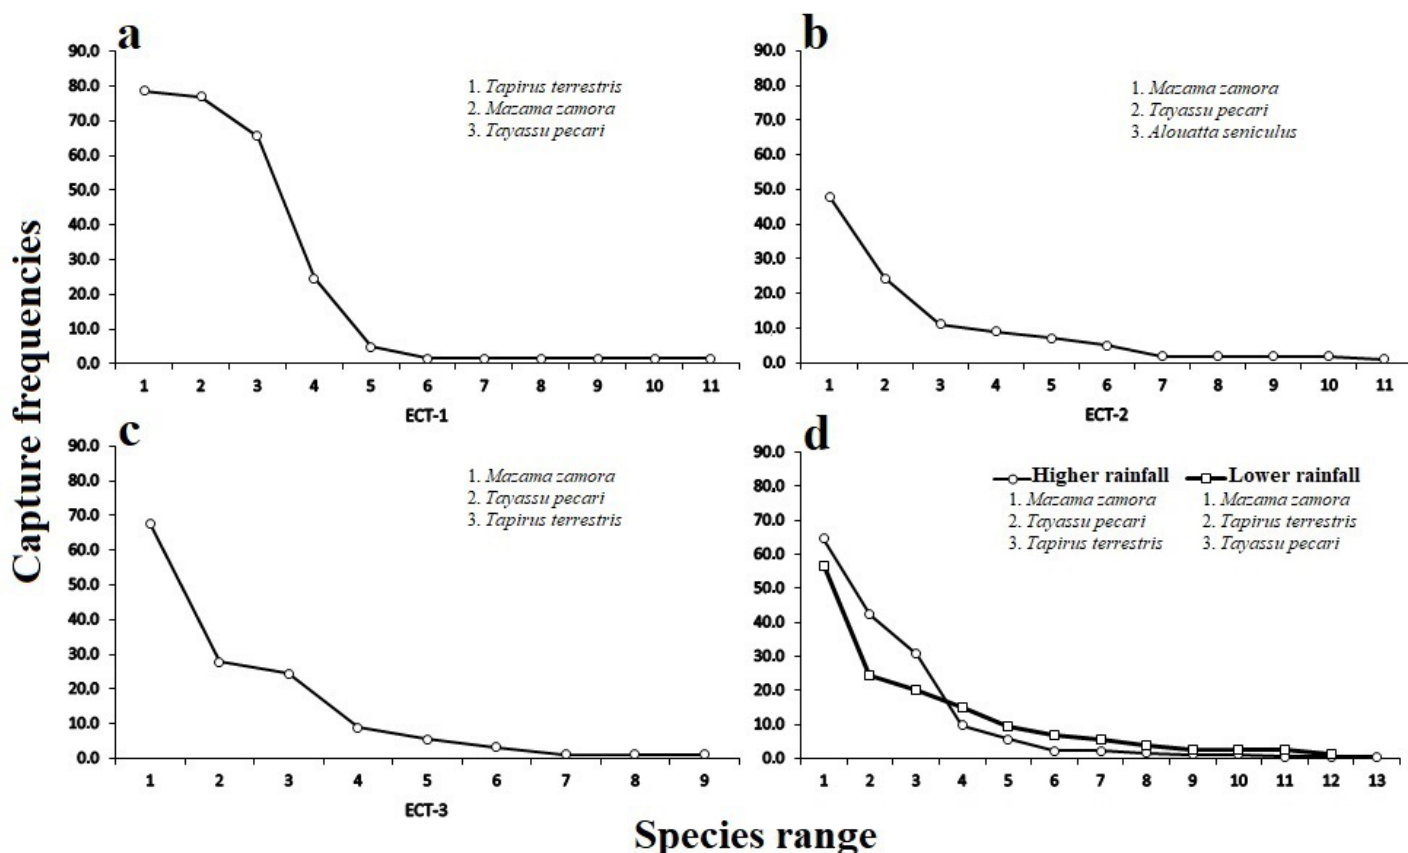 a
90.0
80.0
70.0
60.0
50.0
40.0
30.0
20.0
10.0
0.0
1. Tapirus terrestris
2. Mazama zamora
3. Tayassu pecari
1 2 3 4 5 6 7 8 9 10 11
ECT-1
b
90.0
80.0
70.0
60.0
50.0
40.0
30.0
20.0
10.0
0.0
1. Mazama zamora
2. Tayassu pecari
3. Alouatta seniculus
1 2 3 4 5 6 7 8 9 10 11
ECT-2
Capture frequencies
c
90.0
80.0
70.0
60.0
50.0
40.0
30.0
20.0
10.0
0.0
1. Mazama zamora
2. Tayassu pecari
3. Tapirus terrestris
1 2 3 4 5 6 7 8 9
ECT-3
d
90.0
80.0
70.0
60.0
50.0
40.0
30.0
20.0
10.0
0.0
Higher rainfall
1. Mazama zamora
2. Tayassu pecari
3. Tapirus terrestris
Lower rainfall
1. Mazama zamora
2. Tapirus terrestris
3. Tayassu pecari
1 2 3 4 5 6 7 8 9 10 11 12 13
Species range